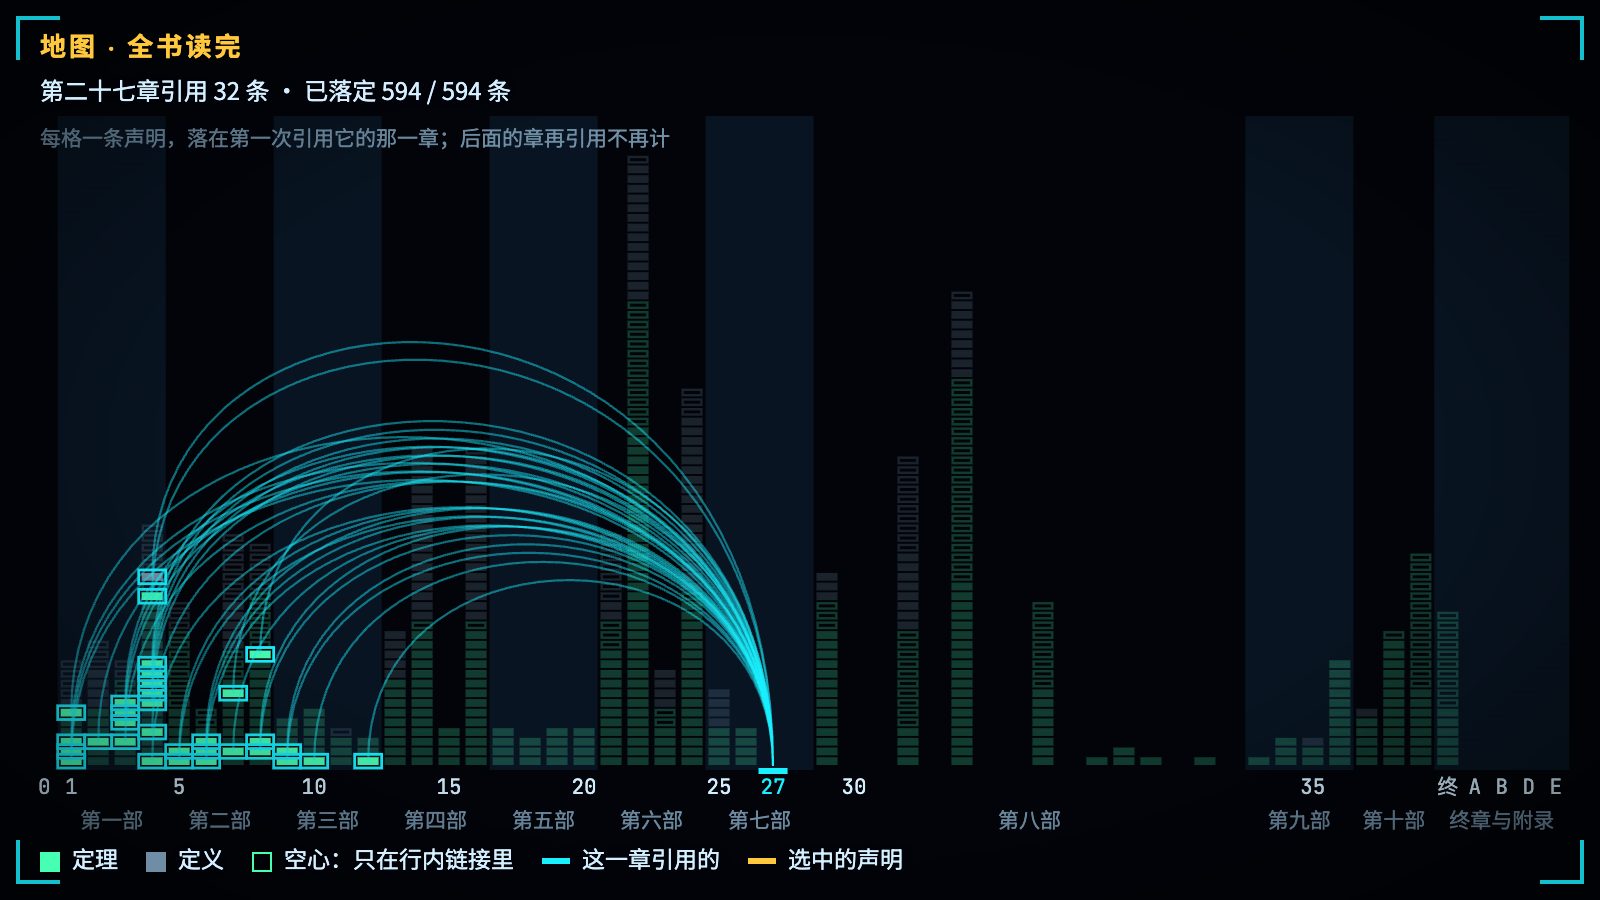 地图 · 全书读完
第二十七章引用 32 条 · 已落定 594 / 594 条
每格一条声明，落在第一次引用它的那一章；后面的章再引用不再计
0 1 5 10 15 20 25 27 30 35 终 A B D E
第一部 第二部 第三部 第四部 第五部 第六部 第七部 第八部 第九部 第十部 终章与附录
定理 定义 空心：只在行内链接里 这一章引用的 选中的声明